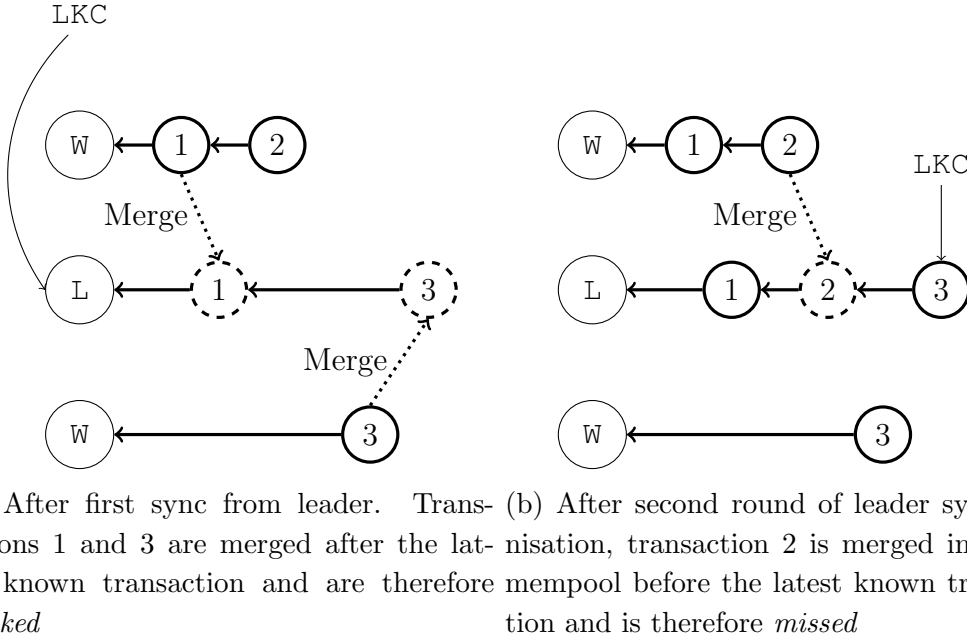 LKC
W 1 2
Merge
L 1 3
Merge
W 3
W 1 2
LKC
Merge
L 1 2 3
W 3
After first sync from leader. Trans-
ons 1 and 3 are merged after the lat-
known transaction and are therefore
ked
(b) After second round of leader sy
nisation, transaction 2 is merged in
mempool before the latest known tr
tion and is therefore missed